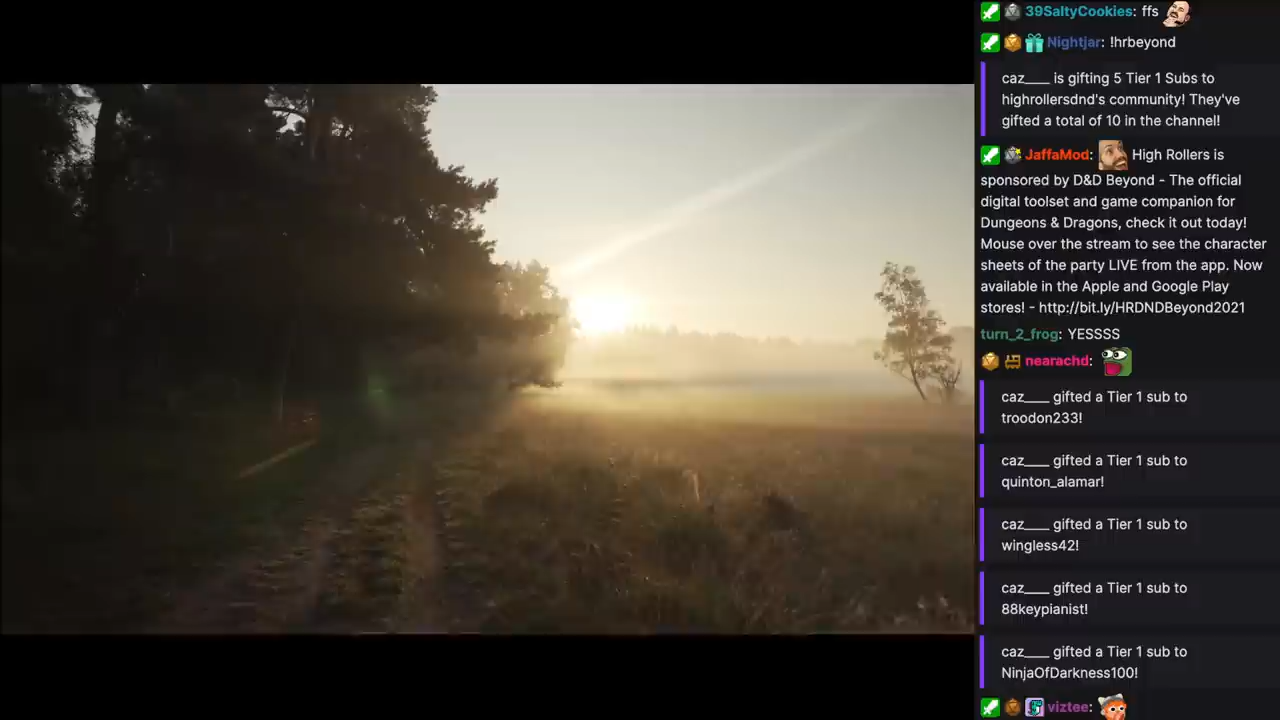 39SaltyCookies: ffs
Nightjar: !hrbeyond
caz____ is gifting 5 Tier 1 Subs to
highrollersdnd's community! They've
gifted a total of 10 in the channel!
JaffaMod: High Rollers is
sponsored by D&D Beyond - The official
digital toolset and game companion for
Dungeons & Dragons, check it out today!
Mouse over the stream to see the character
sheets of the party LIVE from the app. Now
available in the Apple and Google Play
stores! - http://bit.ly/HRDNDBeyond2021
turn_2_frog: YESSSS
nearachd:
caz____ gifted a Tier 1 sub to
troodon233!
caz____ gifted a Tier 1 sub to
quinton_alamar!
caz____ gifted a Tier 1 sub to
wingless42!
caz____ gifted a Tier 1 sub to
88keypianist!
caz____ gifted a Tier 1 sub to
NinjaOfDarkness100!
viztee: